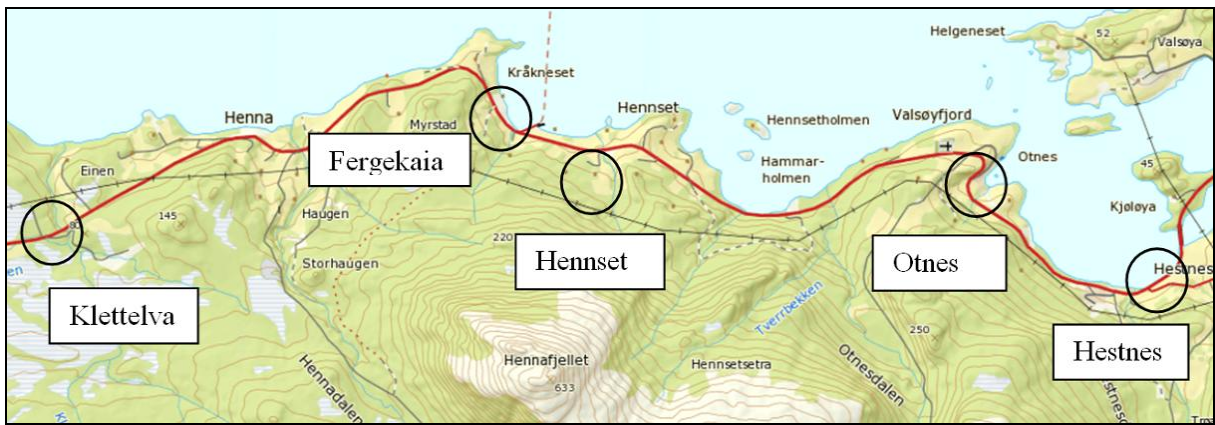 Helgeneset
52
Valsøya
Kråkneset
Henna
Myrstad
Hennset
Hennsetholmen
Valsøyfjord
Otnes
45
Hammar-
holmen
Kjøløya
Fergekaia
Einen
80
145
Haugen
Storhaugen
220
Hennset
Otnes
Hestnes
Klettelva
Tverrbekken
250
Hestnes
Hennafjellet
633
Hennsetsetra
Otnesdalen
Hennadalen